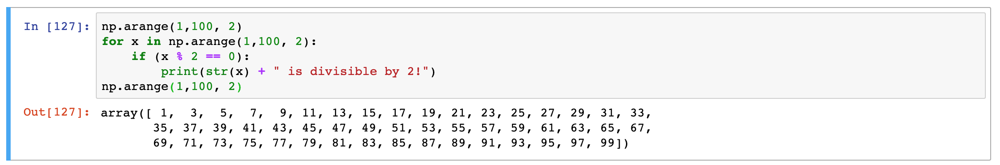 In [127]: np.arange(1,100, 2)
for x in np.arange(1,100, 2):
    if (x % 2 == 0):
        print(str(x) + " is divisible by 2!")
np.arange(1,100, 2)
Out[127]: array([ 1,  3,  5,  7,  9, 11, 13, 15, 17, 19, 21, 23, 25, 27, 29, 31, 33,
       35, 37, 39, 41, 43, 45, 47, 49, 51, 53, 55, 57, 59, 61, 63, 65, 67,
       69, 71, 73, 75, 77, 79, 81, 83, 85, 87, 89, 91, 93, 95, 97, 99])